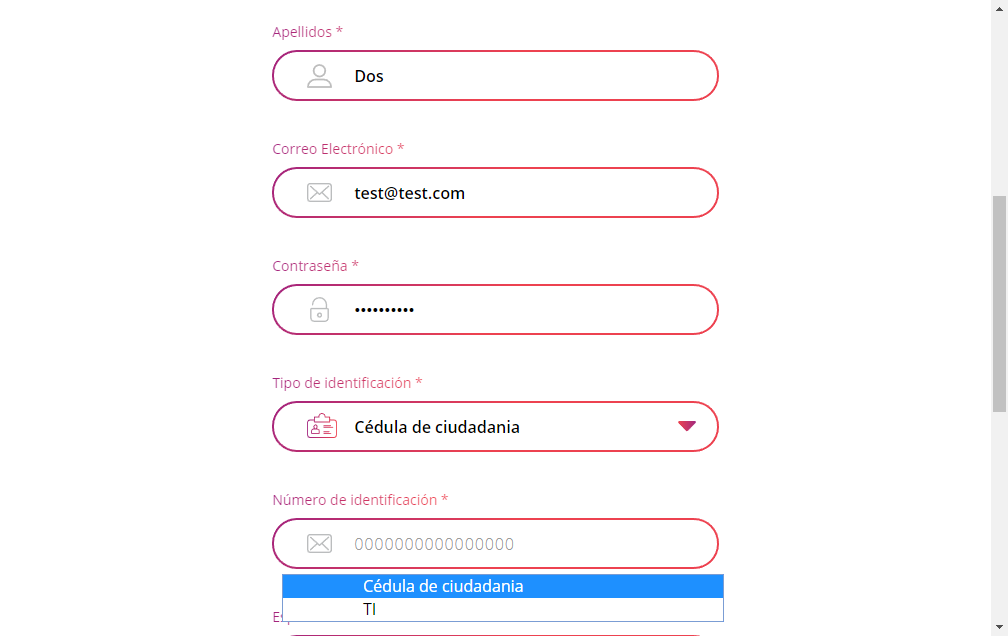 Apellidos *
Dos
Correo Electrónico *
test@test.com
Contraseña *
••••••••••
Tipo de identificación *
Cédula de ciudadania
Número de identificación *
0000000000000000
Cédula de ciudadania
TI